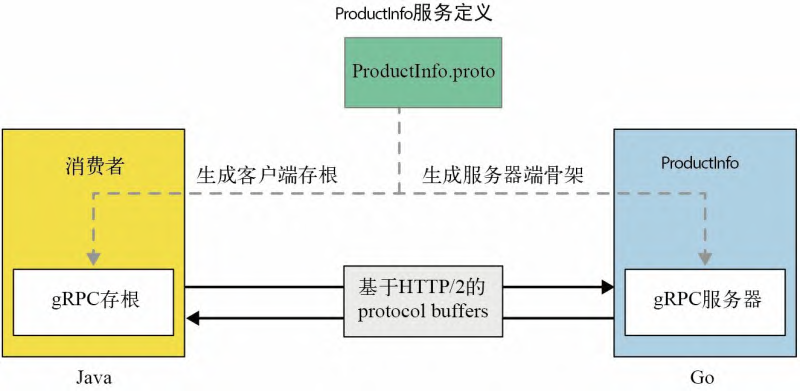 ProductInfo服务定义
ProductInfo.proto
消费者
生成客户端存根
生成服务器端骨架
ProductInfo
gRPC存根
基于HTTP/2的
protocol buffers
gRPC服务器
Java
Go